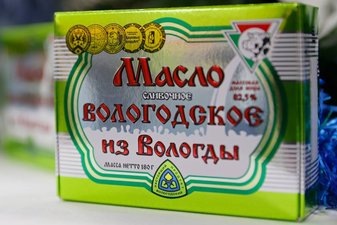 Масло
сливочное
вологодское
из Вологды
Масса нетто 180 г
массовая
доля жира
82,5%